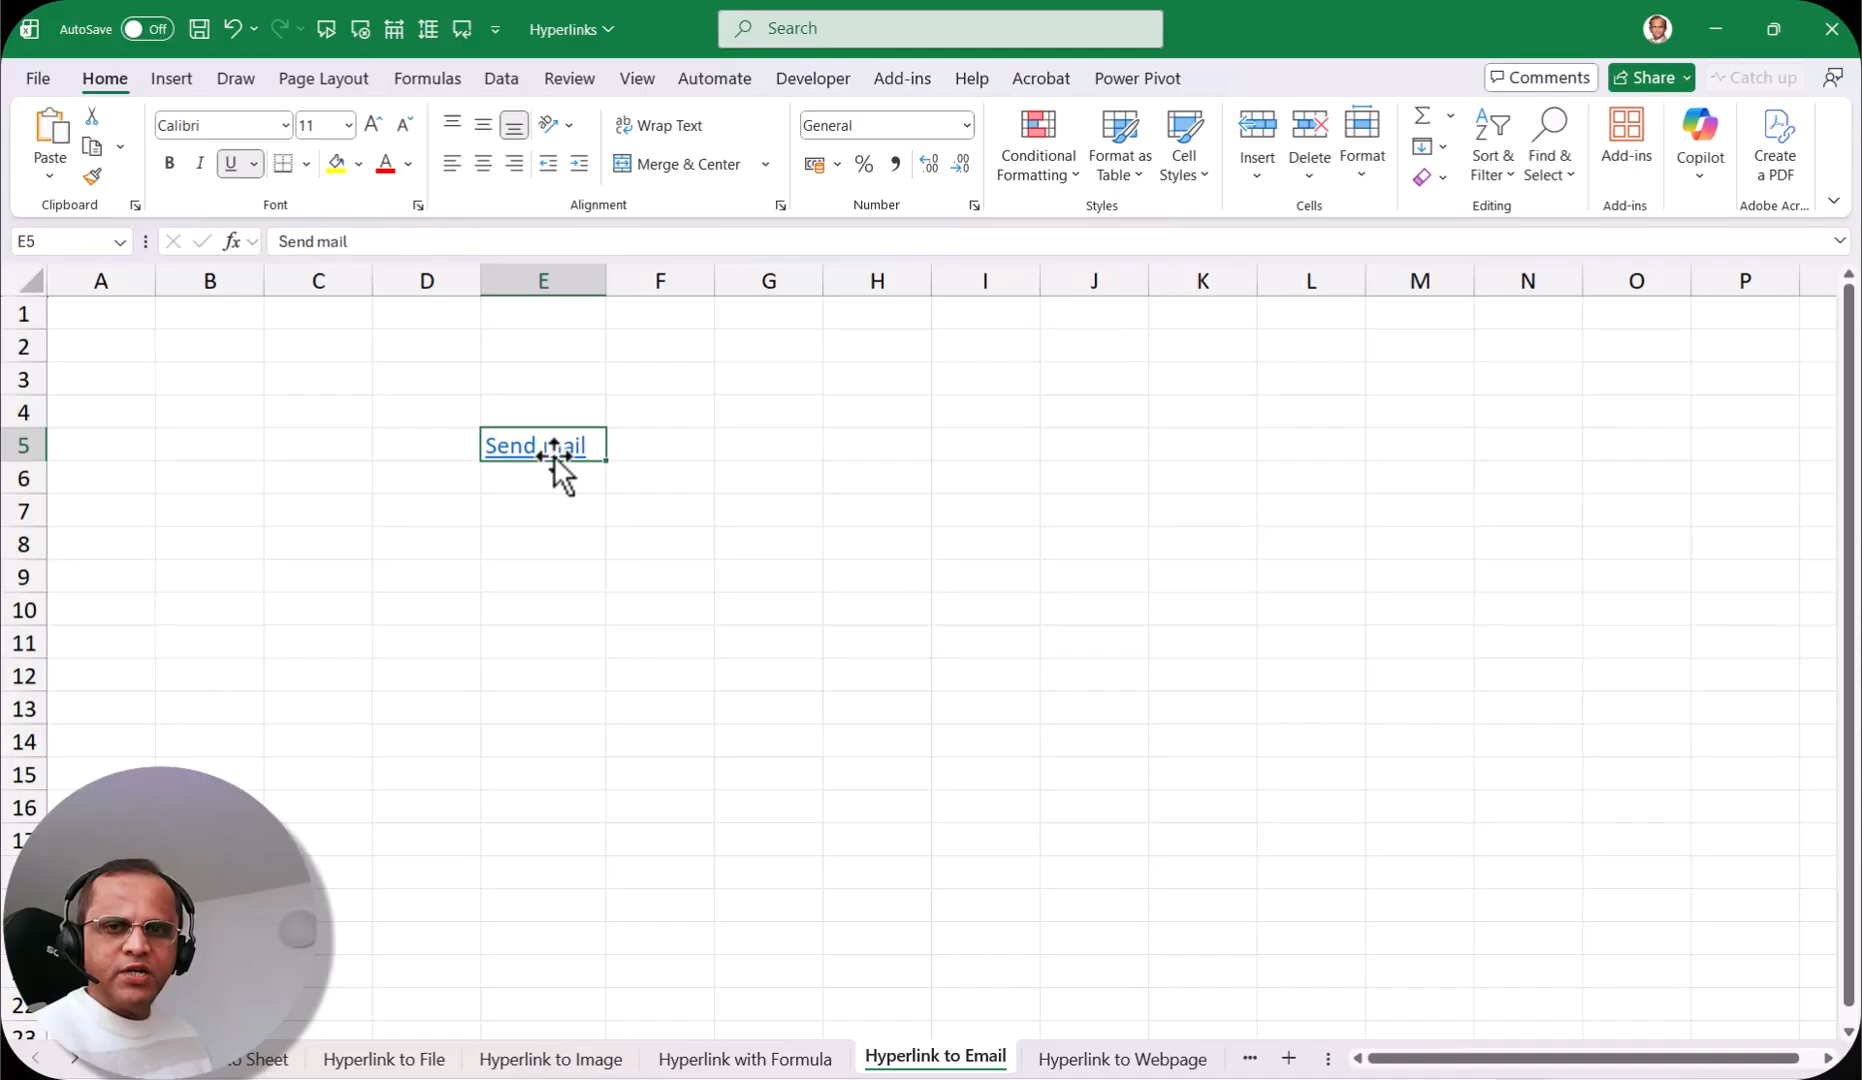 AutoSave Off Hyperlinks Search
File Home Insert Draw Page Layout Formulas Data Review View Automate Developer Add-ins Help Acrobat Power Pivot Comments Share Catch up
Paste Calibri 11 Wrap Text General Conditional Formatting Format as Table Cell Styles Insert Delete Format Sort & Filter Find & Select Add-ins Copilot Create a PDF
B I U A Merge & Center % , .00
Clipboard Font Alignment Number Styles Cells Editing Add-ins Adobe Acr...
E5 fx Send mail
A B C D E F G H I J K L M N O P
1
2
3
4
5 Send mail
6
7
8
9
10
11
12
13
14
15
16
to Sheet Hyperlink to File Hyperlink to Image Hyperlink with Formula Hyperlink to Email Hyperlink to Webpage ...